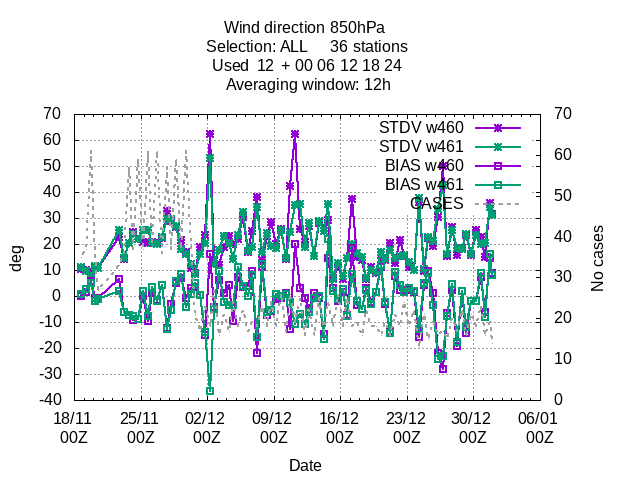 Wind direction 850hPa
Selection: ALL 36 stations
Used 12 + 00 06 12 18 24
Averaging window: 12h
70 70
60 60
50 50
40 40
30 30
20 20
10 10
0 0
-10
-20
-30
-40
deg
No cases
STDV w460
STDV w461
BIAS w460
BIAS w461
CASES
18/11 25/11 02/12 09/12 16/12 23/12 30/12 06/01
00Z 00Z 00Z 00Z 00Z 00Z 00Z 00Z
Date